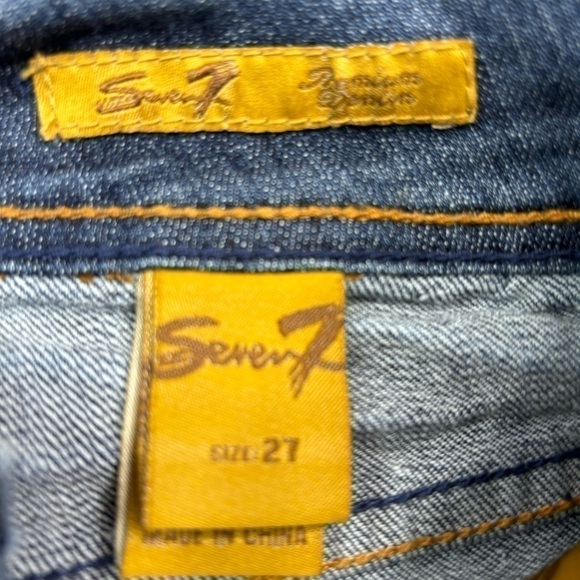 Seven7 Premium
Denim
Seven7
SIZE: 27
MADE IN CHINA